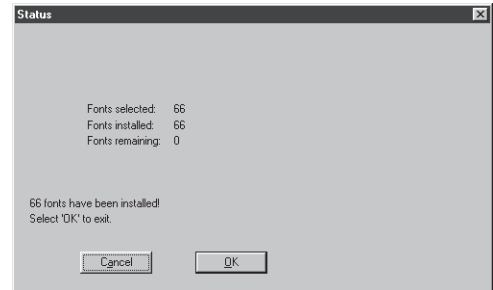 Status
Fonts selected: 66
Fonts installed: 66
Fonts remaining: 0
66 fonts have been installed!
Select 'OK' to exit.
Cancel OK